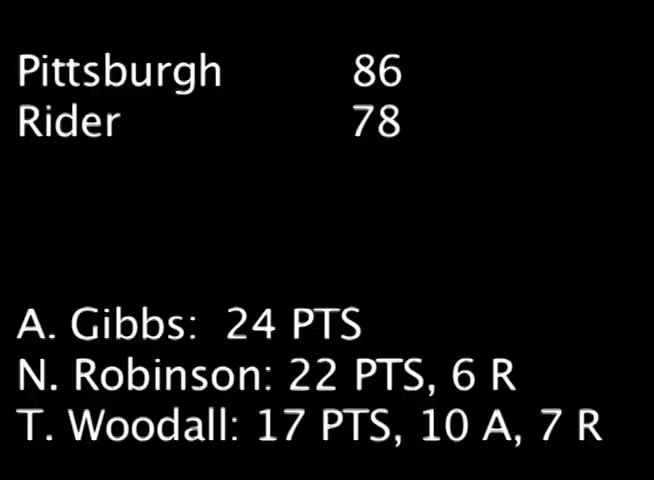 Pittsburgh 86
Rider 78
A. Gibbs: 24 PTS
N. Robinson: 22 PTS, 6 R
T. Woodall: 17 PTS, 10 A, 7 R